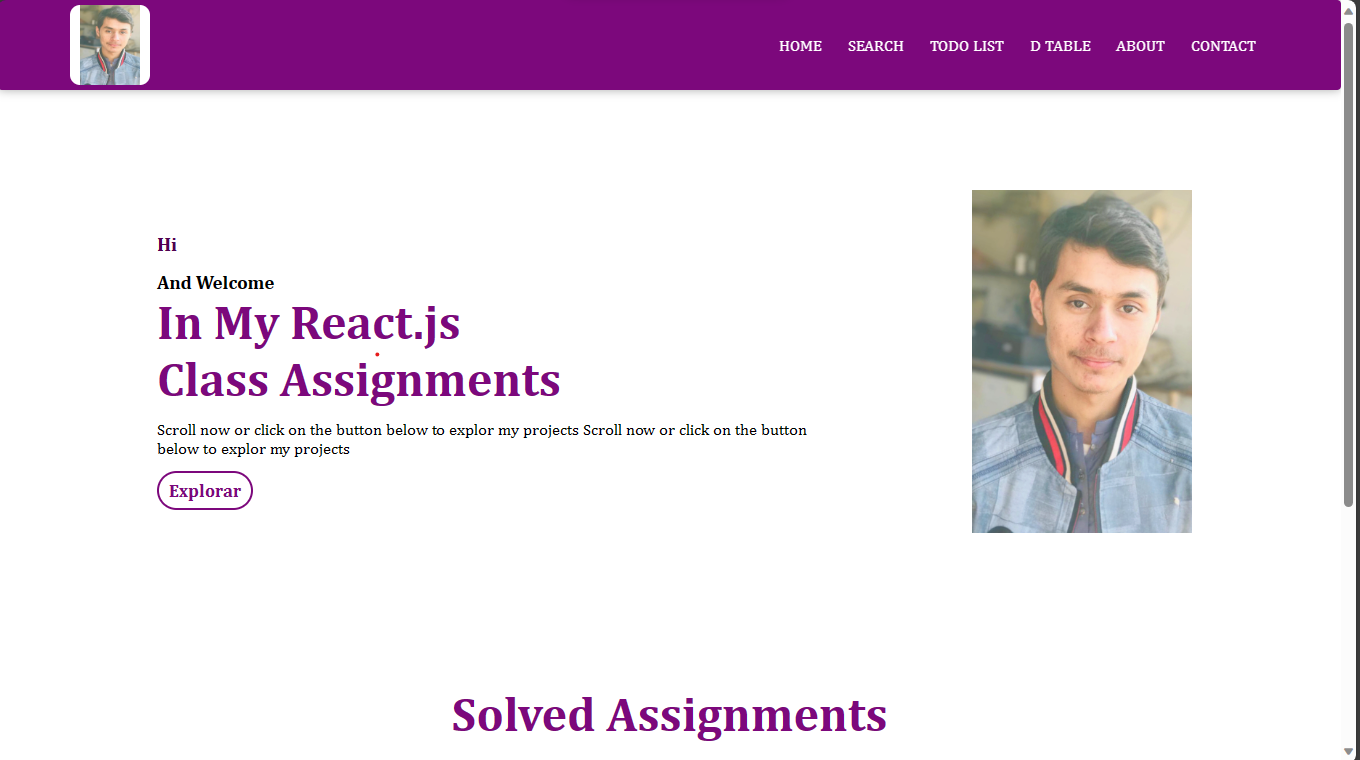 HOME SEARCH TODO LIST D TABLE ABOUT CONTACT
Hi
And Welcome
In My React.js
Class Assignments
Scroll now or click on the button below to explor my projects Scroll now or click on the button
below to explor my projects
Explorar
Solved Assignments